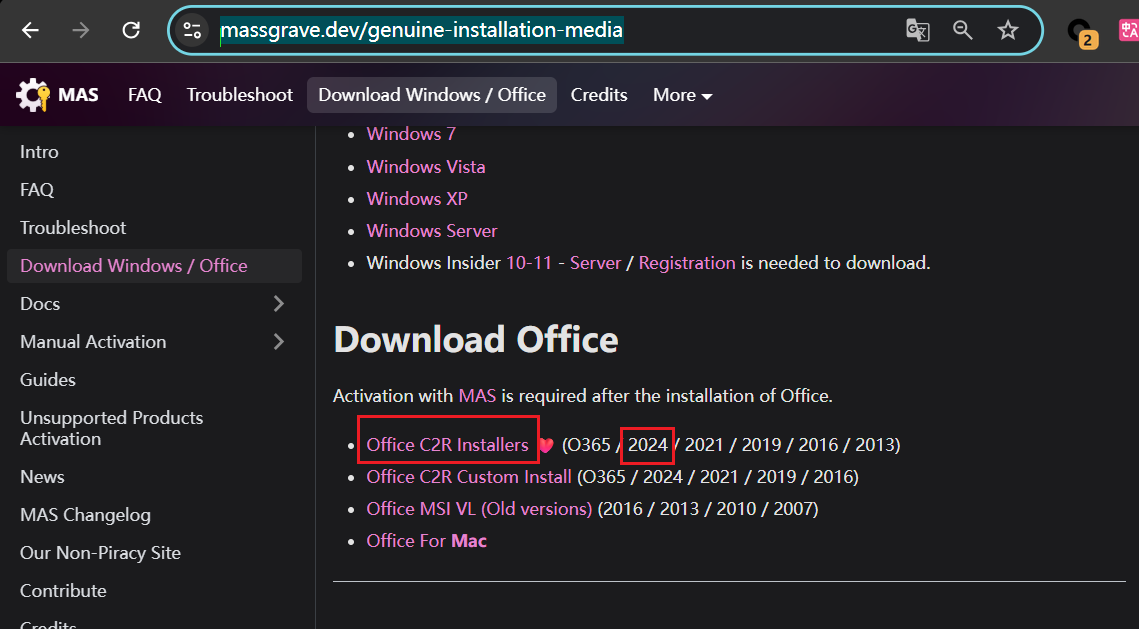 massgrave.dev/genuine-installation-media
2
MAS FAQ Troubleshoot Download Windows / Office Credits More
Intro
FAQ
Troubleshoot
Download Windows / Office
Docs
Manual Activation
Guides
Unsupported Products
Activation
News
MAS Changelog
Our Non-Piracy Site
Contribute
Credits
Windows 7
Windows Vista
Windows XP
Windows Server
Windows Insider 10-11 - Server / Registration is needed to download.
Download Office
Activation with MAS is required after the installation of Office.
Office C2R Installers (O365 / 2024 / 2021 / 2019 / 2016 / 2013)
Office C2R Custom Install (O365 / 2024 / 2021 / 2019 / 2016)
Office MSI VL (Old versions) (2016 / 2013 / 2010 / 2007)
Office For Mac